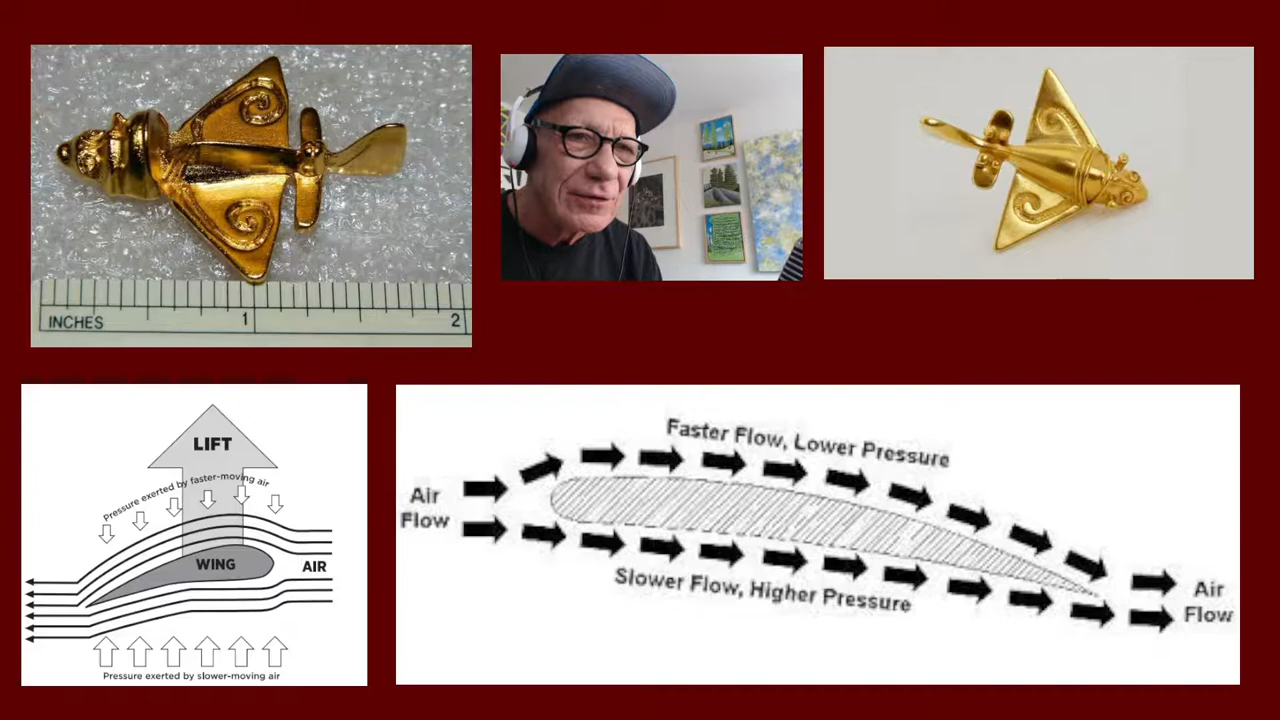 INCHES 1 2
LIFT
Pressure exerted by faster-moving air
WING
AIR
Pressure exerted by slower-moving air
Faster Flow, Lower Pressure
Air
Flow
Slower Flow, Higher Pressure
Air
Flow